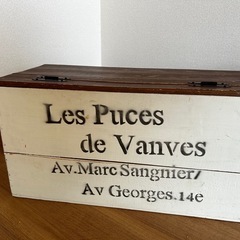 Les Puces
de Vanves
Av.Marc Sangnier/
Av Georges.14e